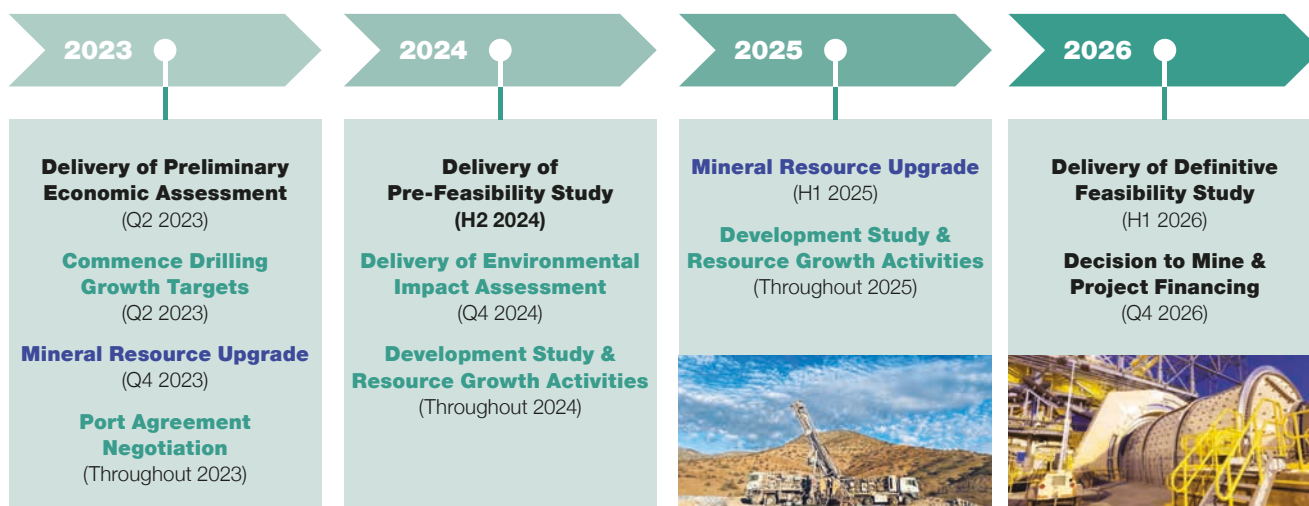 2023
Delivery of Preliminary
Economic Assessment
(Q2 2023)
Commence Drilling
Growth Targets
(Q2 2023)
Mineral Resource Upgrade
(Q4 2023)
Port Agreement
Negotiation
(Throughout 2023)
2024
Delivery of
Pre-Feasibility Study
(H2 2024)
Delivery of Environmental
Impact Assessment
(Q4 2024)
Development Study &
Resource Growth Activities
(Throughout 2024)
2025
Mineral Resource Upgrade
(H1 2025)
Development Study &
Resource Growth Activities
(Throughout 2025)
2026
Delivery of Definitive
Feasibility Study
(H1 2026)
Decision to Mine &
Project Financing
(Q4 2026)